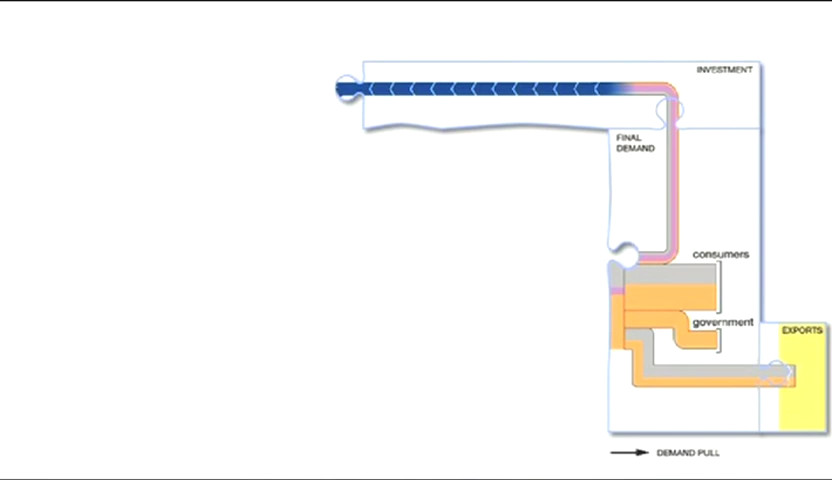 INVESTMENT
FINAL
DEMAND
consumers
government
EXPORTS
DEMAND PULL